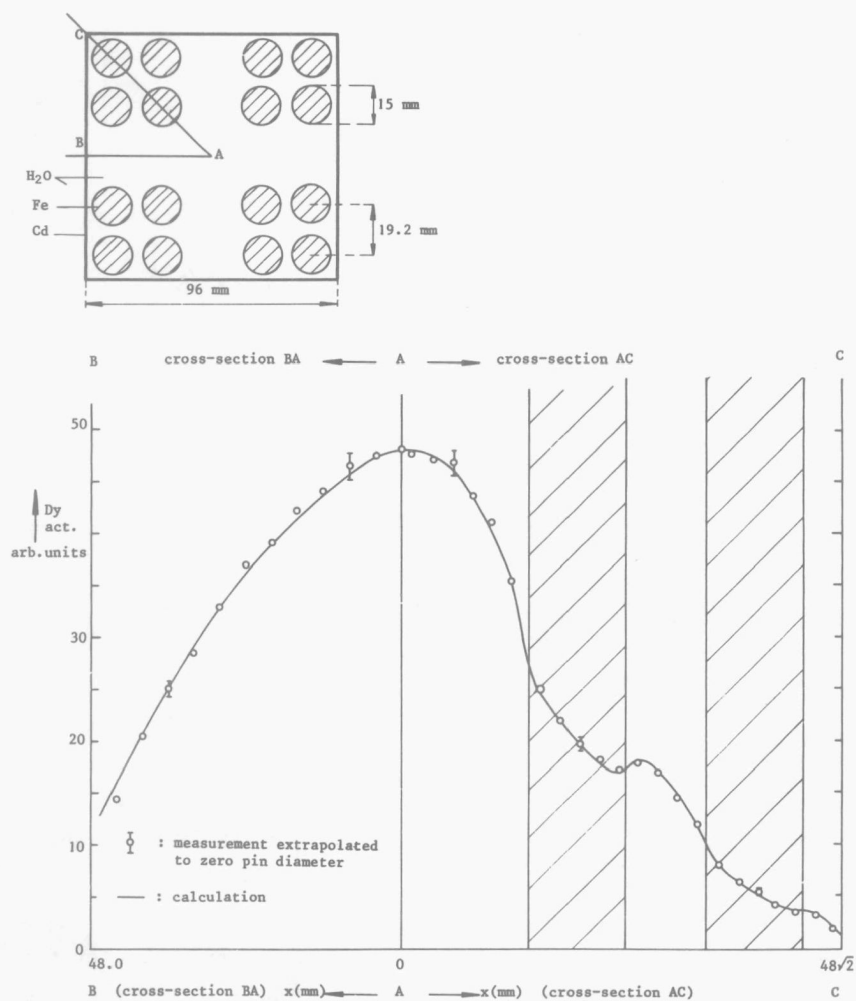 C
15 mm
B
A
H₂O
Fe
Cd
19.2 mm
96 mm
B cross-section BA A cross-section AC C
50
Dy
act.
arb.units
30
20
10
: measurement extrapolated
to zero pin diameter
: calculation
0
48.0 0 48√2
B (cross-section BA) x(mm) A x(mm) (cross-section AC) C